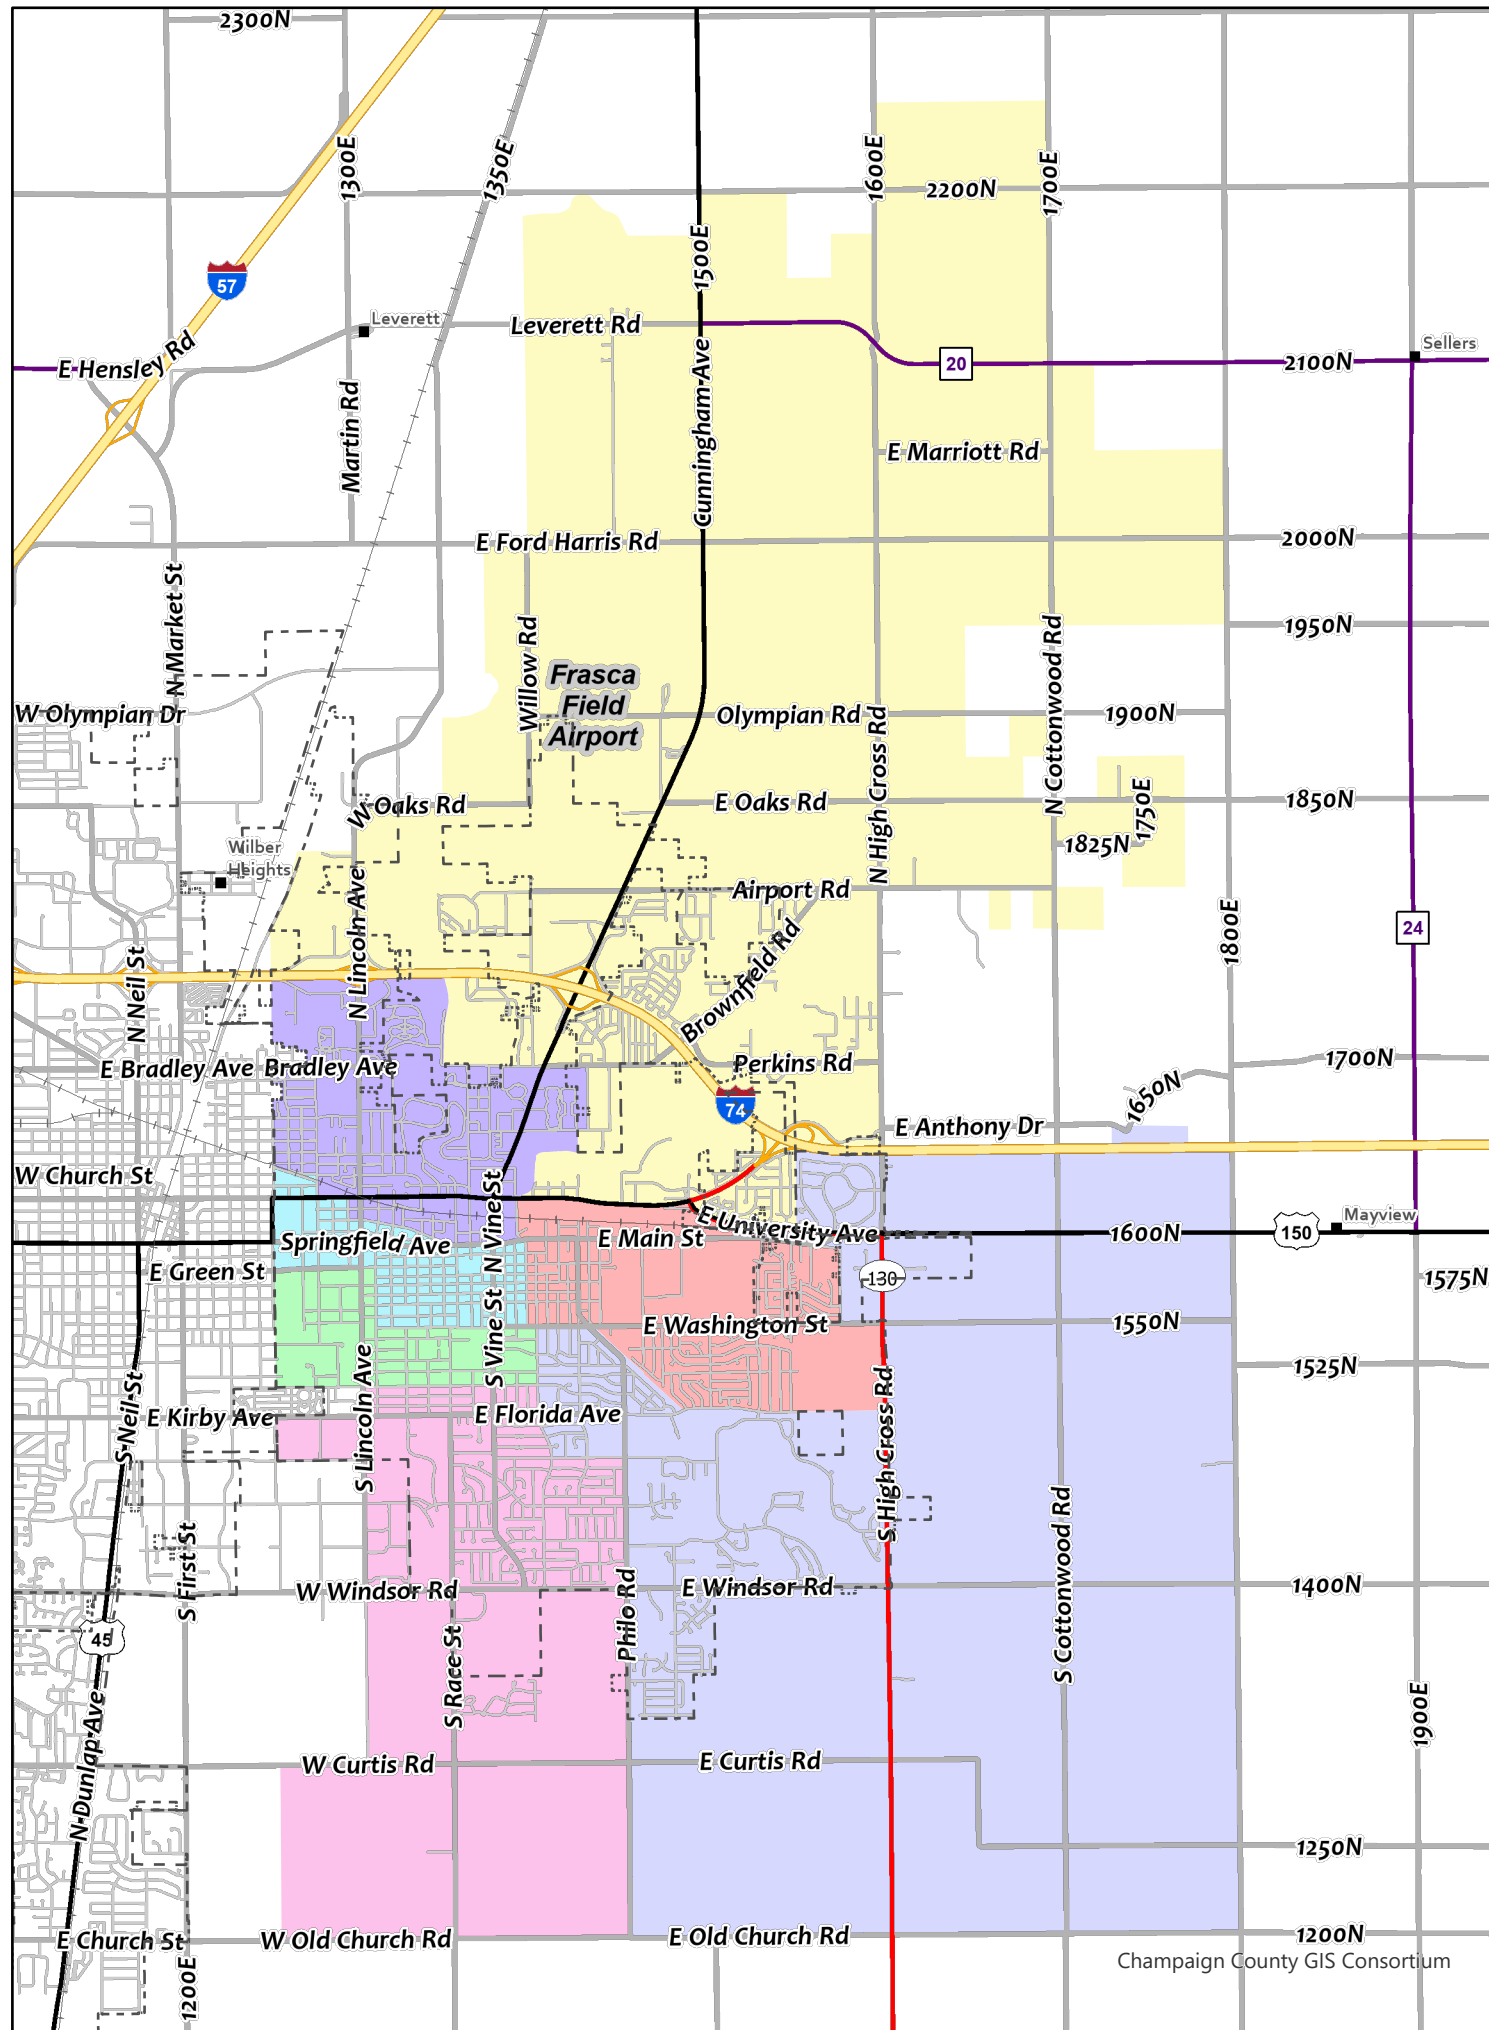 2300N
1300E
1350E
1600E
1700E
2200N
1500E
57
Leverett
Leverett Rd
E Hensley Rd
20
2100N
Sellers
Martin Rd
Cunningham Ave
E Marriott Rd
E Ford Harris Rd
2000N
N Market St
Willow Rd
1950N
N Cottonwood Rd
Frasca
Field
Airport
W Olympian Dr
Olympian Rd
N High Cross Rd
1900N
W Oaks Rd
E Oaks Rd
1750E
1850N
1825N
Wilber
Heights
N Lincoln Ave
Airport Rd
1800E
24
N Neil St
Brownfield Rd
E Bradley Ave
Bradley Ave
Perkins Rd
1700N
1650N
74
E Anthony Dr
W Church St
N Vine St
E University Ave
Mayview
1600N
150
Springfield Ave
E Main St
E Green St
130
1575N
S Vine St
E Washington St
1550N
1525N
S Neil St
S Lincoln Ave
E Kirby Ave
E Florida Ave
S High Cross Rd
S Cottonwood Rd
S First St
W Windsor Rd
E Windsor Rd
1400N
Philo Rd
45
S Race St
N Dunlap Ave
1900E
W Curtis Rd
E Curtis Rd
1250N
E Church St
W Old Church Rd
E Old Church Rd
1200N
Champaign County GIS Consortium
1200E